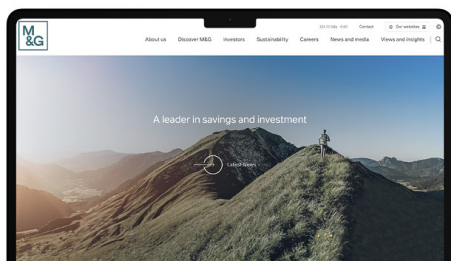 M
&G
Contact
Our websites
About us
Discover M&G
Investors
Sustainability
Careers
News and media
Views and insights
A leader in savings and investment
Latest News